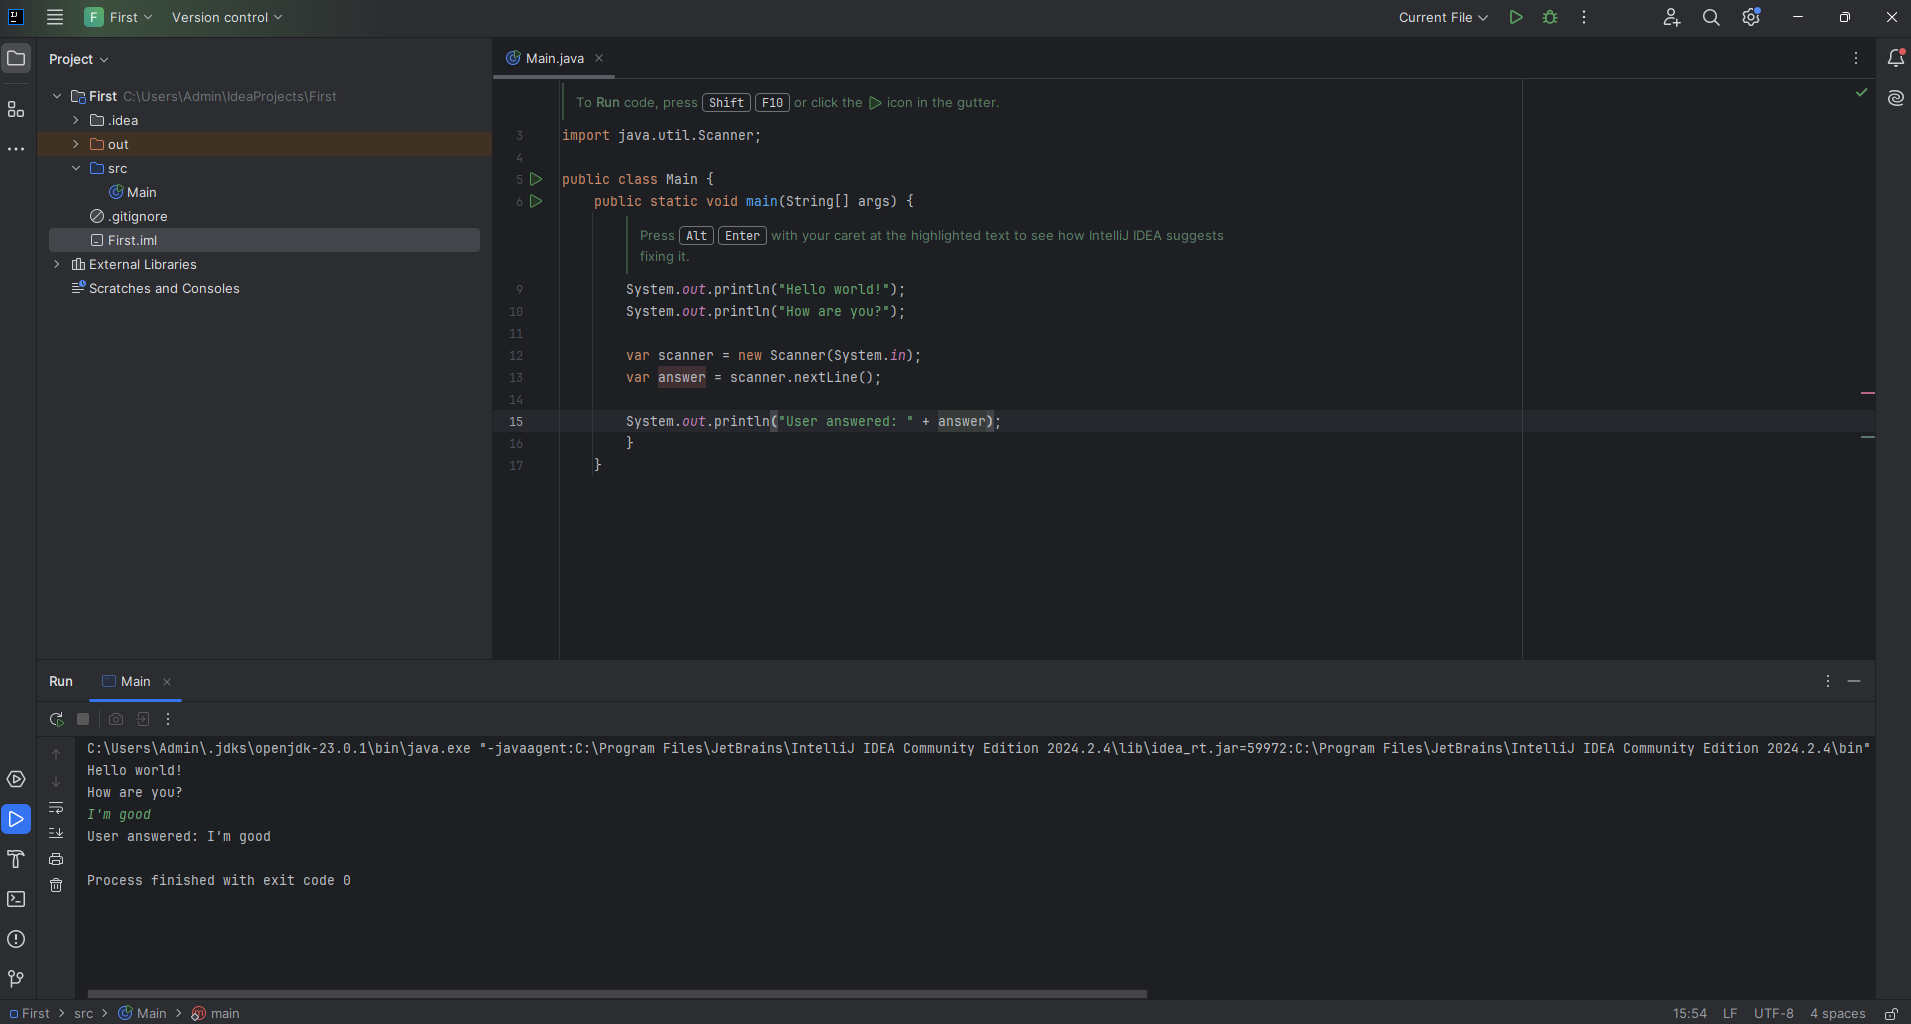 IJ
F First Version control Current File
Project
Main.java
First C:\Users\Admin\IdeaProjects\First
.idea
out
src
Main
.gitignore
First.iml
External Libraries
Scratches and Consoles
To Run code, press Shift F10 or click the icon in the gutter.
3 import java.util.Scanner;
4
5 public class Main {
6 public static void main(String[] args) {
Press Alt Enter with your caret at the highlighted text to see how IntelliJ IDEA suggests
fixing it.
9 System.out.println("Hello world!");
10 System.out.println("How are you?");
11
12 var scanner = new Scanner(System.in);
13 var answer = scanner.nextLine();
14
15 System.out.println("User answered: " + answer);
16 }
17 }
Run Main
C:\Users\Admin\.jdks\openjdk-23.0.1\bin\java.exe "-javaagent:C:\Program Files\JetBrains\IntelliJ IDEA Community Edition 2024.2.4\lib\idea_rt.jar=59972:C:\Program Files\JetBrains\IntelliJ IDEA Community Edition 2024.2.4\bin"
Hello world!
How are you?
I'm good
User answered: I'm good
Process finished with exit code 0
First > src > Main > m main 15:54 LF UTF-8 4 spaces